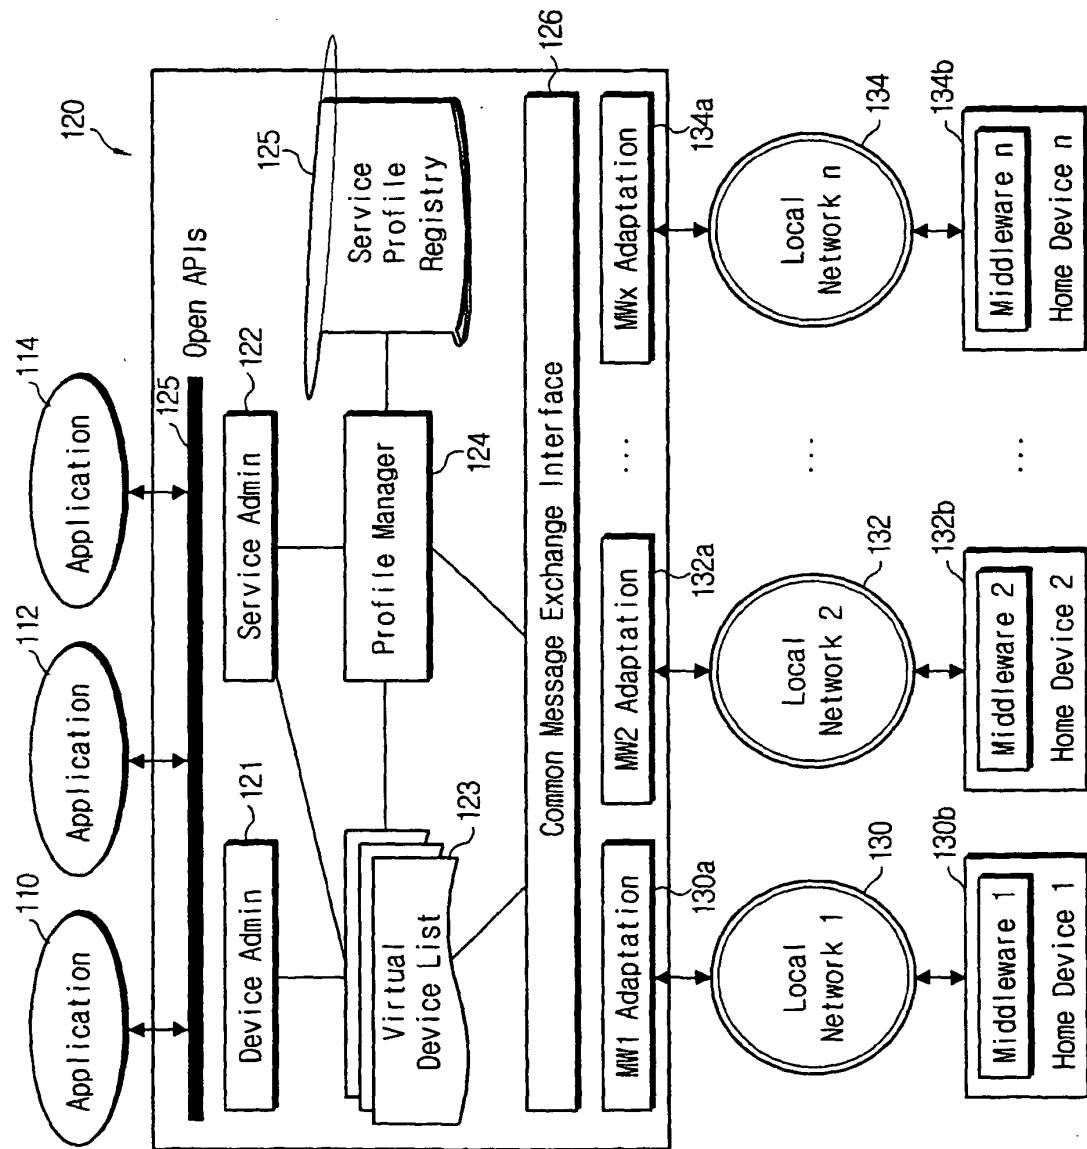 120
110
112
114
Application
Application
Application
125
Open APIs
121
122
125
Device Admin
Service Admin
Service
Profile
Registry
Virtual
Device List
123
Profile Manager
124
126
Common Message Exchange Interface
MW1 Adaptation
MW2 Adaptation
...
MWx Adaptation
130a
132a
134a
130
132
134
Local
Network 1
Local
Network 2
...
Local
Network n
130b
132b
134b
Middleware 1
Home Device 1
Middleware 2
Home Device 2
...
Middleware n
Home Device n